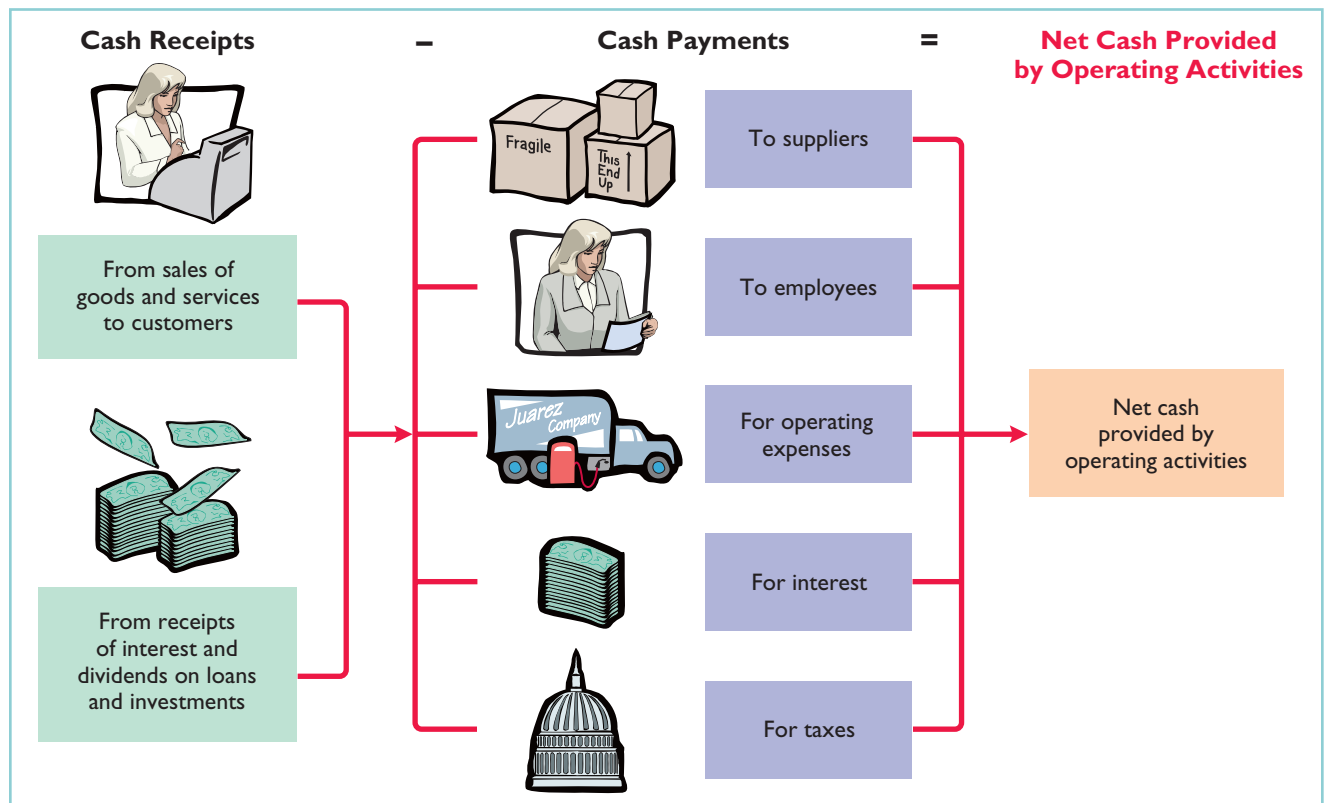 Cash Receipts
–
Cash Payments
=
Net Cash Provided
by Operating Activities
From sales of
goods and services
to customers
From receipts
of interest and
dividends on loans
and investments
Fragile
This
End
Up
To suppliers
To employees
Juarez
Company
For operating
expenses
For interest
For taxes
Net cash
provided by
operating activities